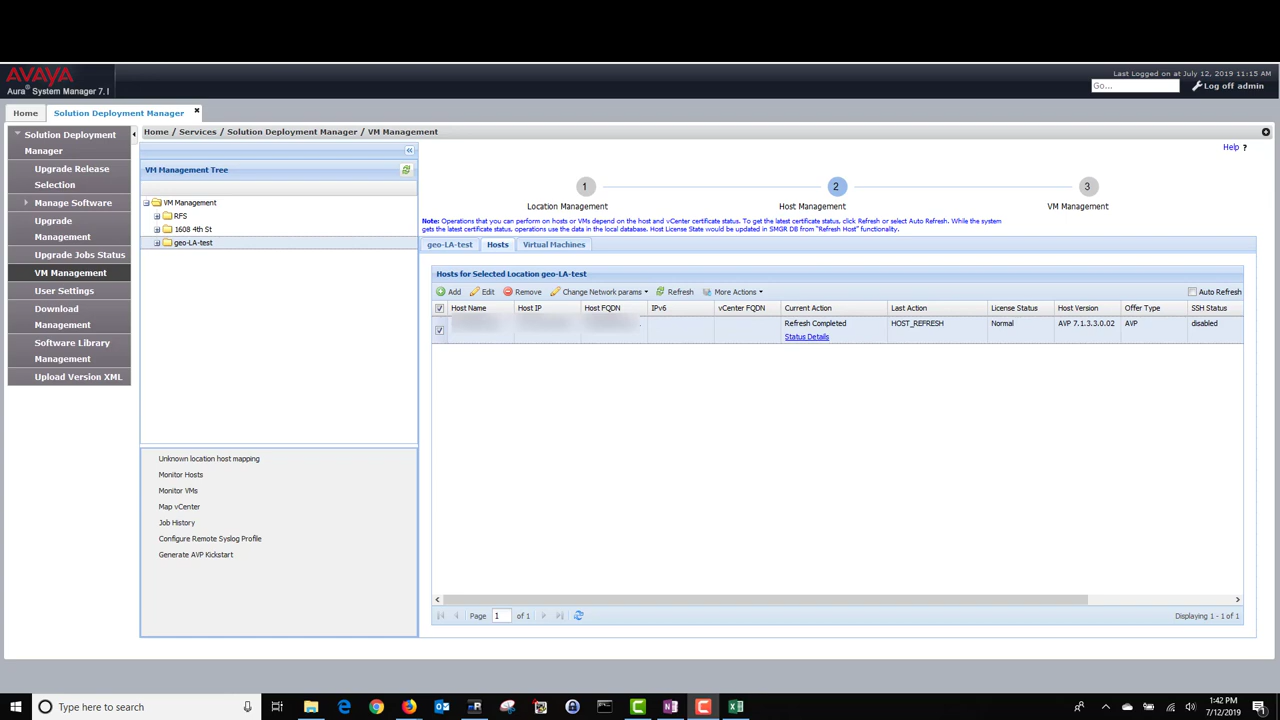 AVAYA
Aura® System Manager 7.1
Last Logged on at July 12, 2019 11:15 AM
Go...
Log off admin
Home
Solution Deployment Manager
Solution Deployment
Manager
Upgrade Release
Selection
Manage Software
Upgrade
Management
Upgrade Jobs Status
VM Management
User Settings
Download
Management
Software Library
Management
Upload Version XML
Home / Services / Solution Deployment Manager / VM Management
Help ?
VM Management Tree
VM Management
RFS
1608 4th St
geo-LA-test
Unknown location host mapping
Monitor Hosts
Monitor VMs
Map vCenter
Job History
Configure Remote Syslog Profile
Generate AVP Kickstart
1 2 3
Location Management Host Management VM Management
Note: Operations that you can perform on hosts or VMs depend on the host and vCenter certificate status. To get the latest certificate status, click Refresh or select Auto Refresh. While the system
gets the latest certificate status, operations use the data in the local database. Host License State would be updated in SMGR DB from "Refresh Host" functionality.
geo-LA-test Hosts Virtual Machines
Hosts for Selected Location geo-LA-test
Add Edit Remove Change Network params Refresh More Actions Auto Refresh
Host Name Host IP Host FQDN IPv6 vCenter FQDN Current Action Last Action License Status Host Version Offer Type SSH Status
Refresh Completed HOST_REFRESH Normal AVP 7.1.3.3.0.02 AVP disabled
Status Details
Page 1 of 1
Displaying 1 - 1 of 1
Type here to search
1:42 PM
7/12/2019